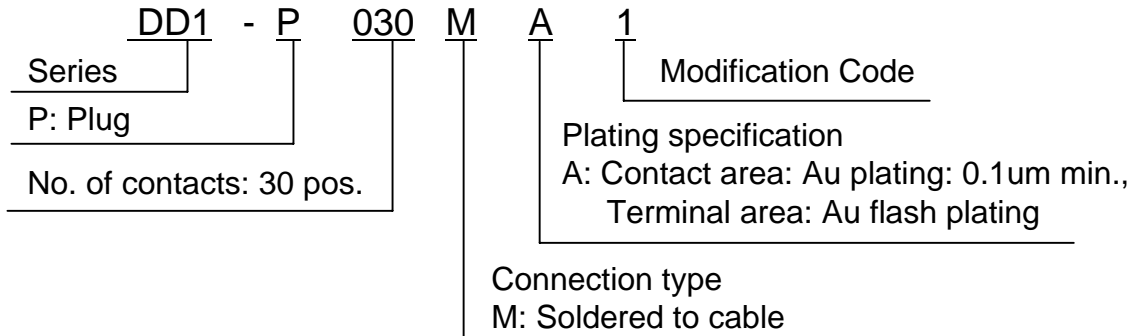 DD1 - P 030 M A 1
Series
Modification Code
P: Plug
Plating specification
A: Contact area: Au plating: 0.1um min.,
Terminal area: Au flash plating
No. of contacts: 30 pos.
Connection type
M: Soldered to cable